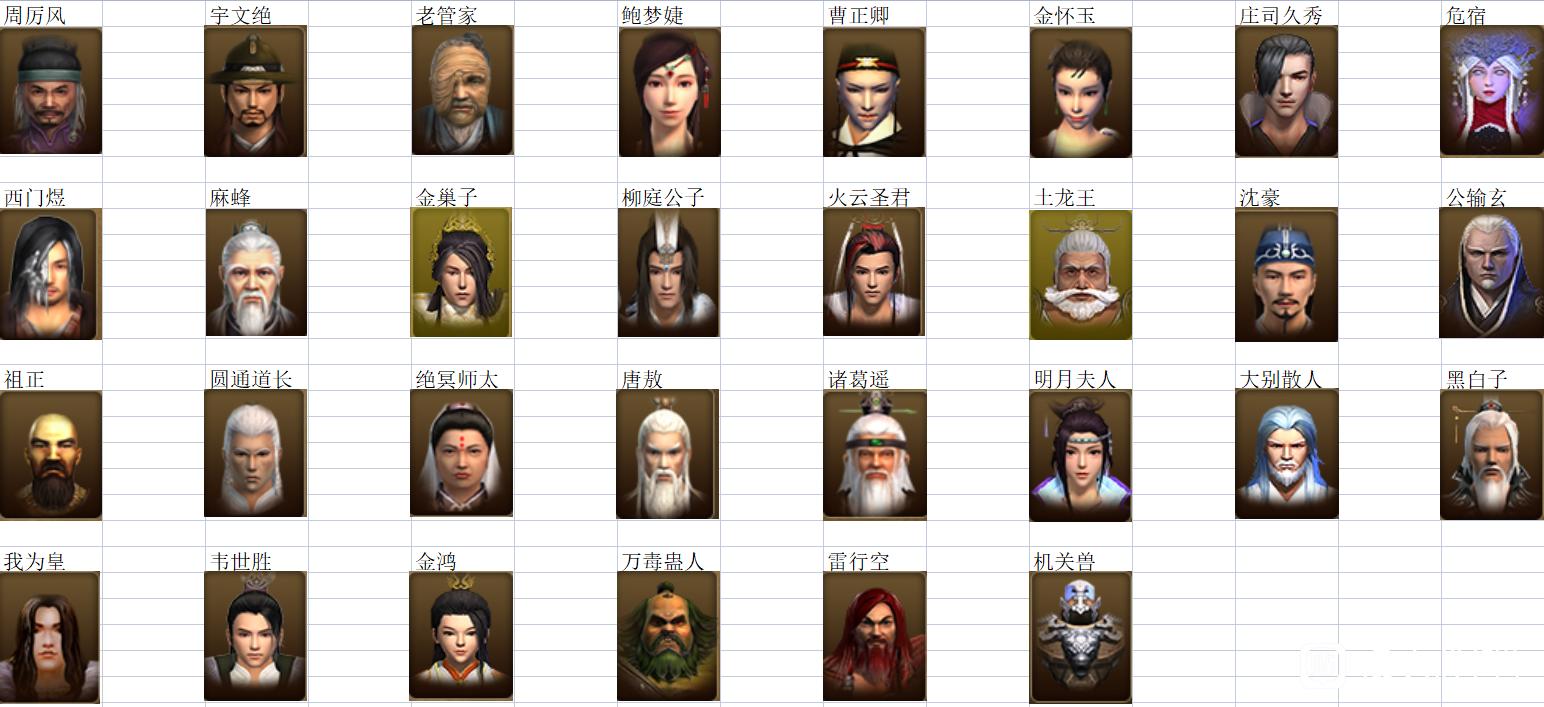 周厉风 宇文绝 老管家 鲍梦婕 曹正卿 金怀玉 庄司久秀 危宿
西门煜 麻蜂 金巢子 柳庭公子 火云圣君 土龙王 沈豪 公输玄
祖正 圆通道长 绝冥师太 唐敖 诸葛遥 明月夫人 大别散人 黑白子
我为皇 韦世胜 金鸿 万毒蛊人 雷行空 机关兽